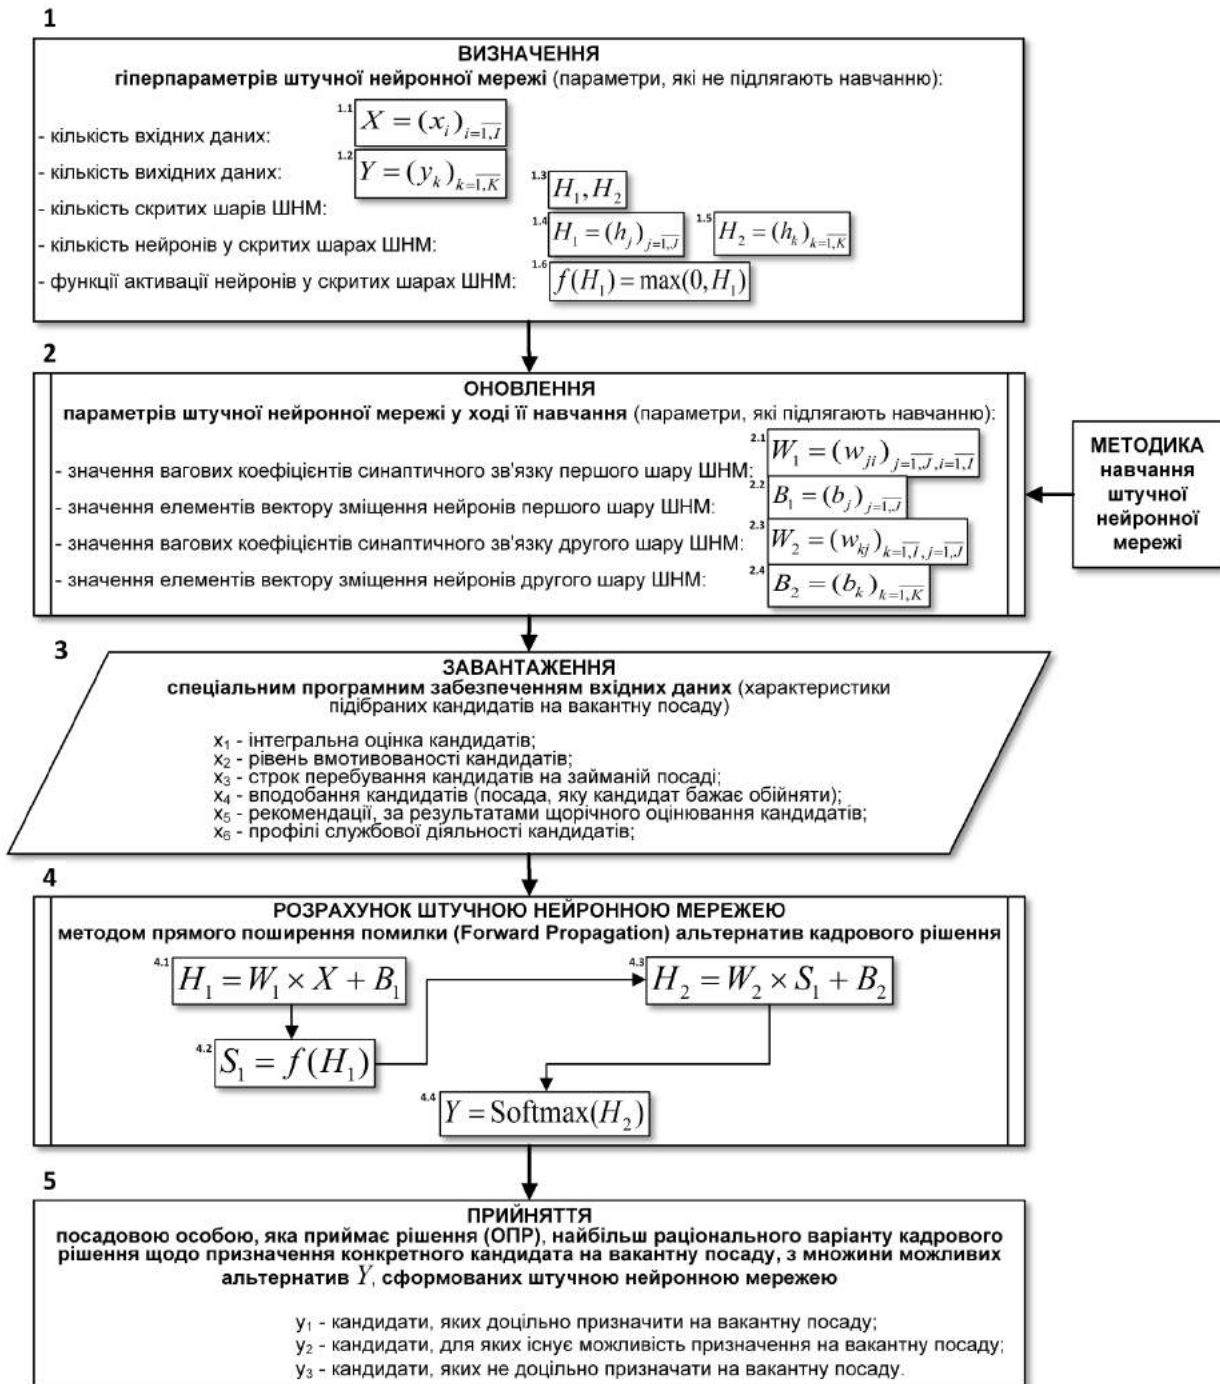 1
ВИЗНАЧЕННЯ
гіперпараметрів штучної нейронної мережі (параметри, які не підлягають навчанню):
- кількість вхідних даних: 1.1 X = (x_i)_{i=\overline{1,I}}
- кількість вихідних даних: 1.2 Y = (y_k)_{k=\overline{1,K}}
- кількість скритих шарів ШНМ: 1.3 H_1, H_2
- кількість нейронів у скритих шарах ШНМ: 1.4 H_1 = (h_j)_{j=\overline{1,J}} 1.5 H_2 = (h_k)_{k=\overline{1,K}}
- функції активації нейронів у скритих шарах ШНМ: 1.6 f(H_1) = max(0, H_1)
2
ОНОВЛЕННЯ
параметрів штучної нейронної мережі у ході її навчання (параметри, які підлягають навчанню):
- значення вагових коефіцієнтів синаптичного зв'язку першого шару ШНМ: 2.1 W_1 = (w_{ji})_{j=\overline{1,J}, i=\overline{1,I}}
- значення елементів вектору зміщення нейронів першого шару ШНМ: 2.2 B_1 = (b_j)_{j=\overline{1,J}}
- значення вагових коефіцієнтів синаптичного зв'язку другого шару ШНМ: 2.3 W_2 = (w_{kj})_{k=\overline{1,I}, j=\overline{1,J}}
- значення елементів вектору зміщення нейронів другого шару ШНМ: 2.4 B_2 = (b_k)_{k=\overline{1,K}}
МЕТОДИКА
навчання
штучної
нейронної
мережі
3
ЗАВАНТАЖЕННЯ
спеціальним програмним забезпеченням вхідних даних (характеристики
підібраних кандидатів на вакантну посаду)
x₁ - інтегральна оцінка кандидатів;
x₂ - рівень вмотивованості кандидатів;
x₃ - строк перебування кандидатів на займаній посаді;
x₄ - вподобання кандидатів (посада, яку кандидат бажає обійняти);
x₅ - рекомендації, за результатами щорічного оцінювання кандидатів;
x₆ - профілі службової діяльності кандидатів;
4
РОЗРАХУНОК ШТУЧНОЮ НЕЙРОННОЮ МЕРЕЖЕЮ
методом прямого поширення помилки (Forward Propagation) альтернатив кадрового рішення
4.1 H_1 = W_1 × X + B_1
4.3 H_2 = W_2 × S_1 + B_2
4.2 S_1 = f(H_1)
4.4 Y = Softmax(H_2)
5
ПРИЙНЯТТЯ
посадовою особою, яка приймає рішення (ОПР), найбільш раціонального варіанту кадрового
рішення щодо призначення конкретного кандидата на вакантну посаду, з множини можливих
альтернатив Y, сформованих штучною нейронною мережею
y₁ - кандидати, яких доцільно призначити на вакантну посаду;
y₂ - кандидати, для яких існує можливість призначення на вакантну посаду;
y₃ - кандидати, яких не доцільно призначати на вакантну посаду.